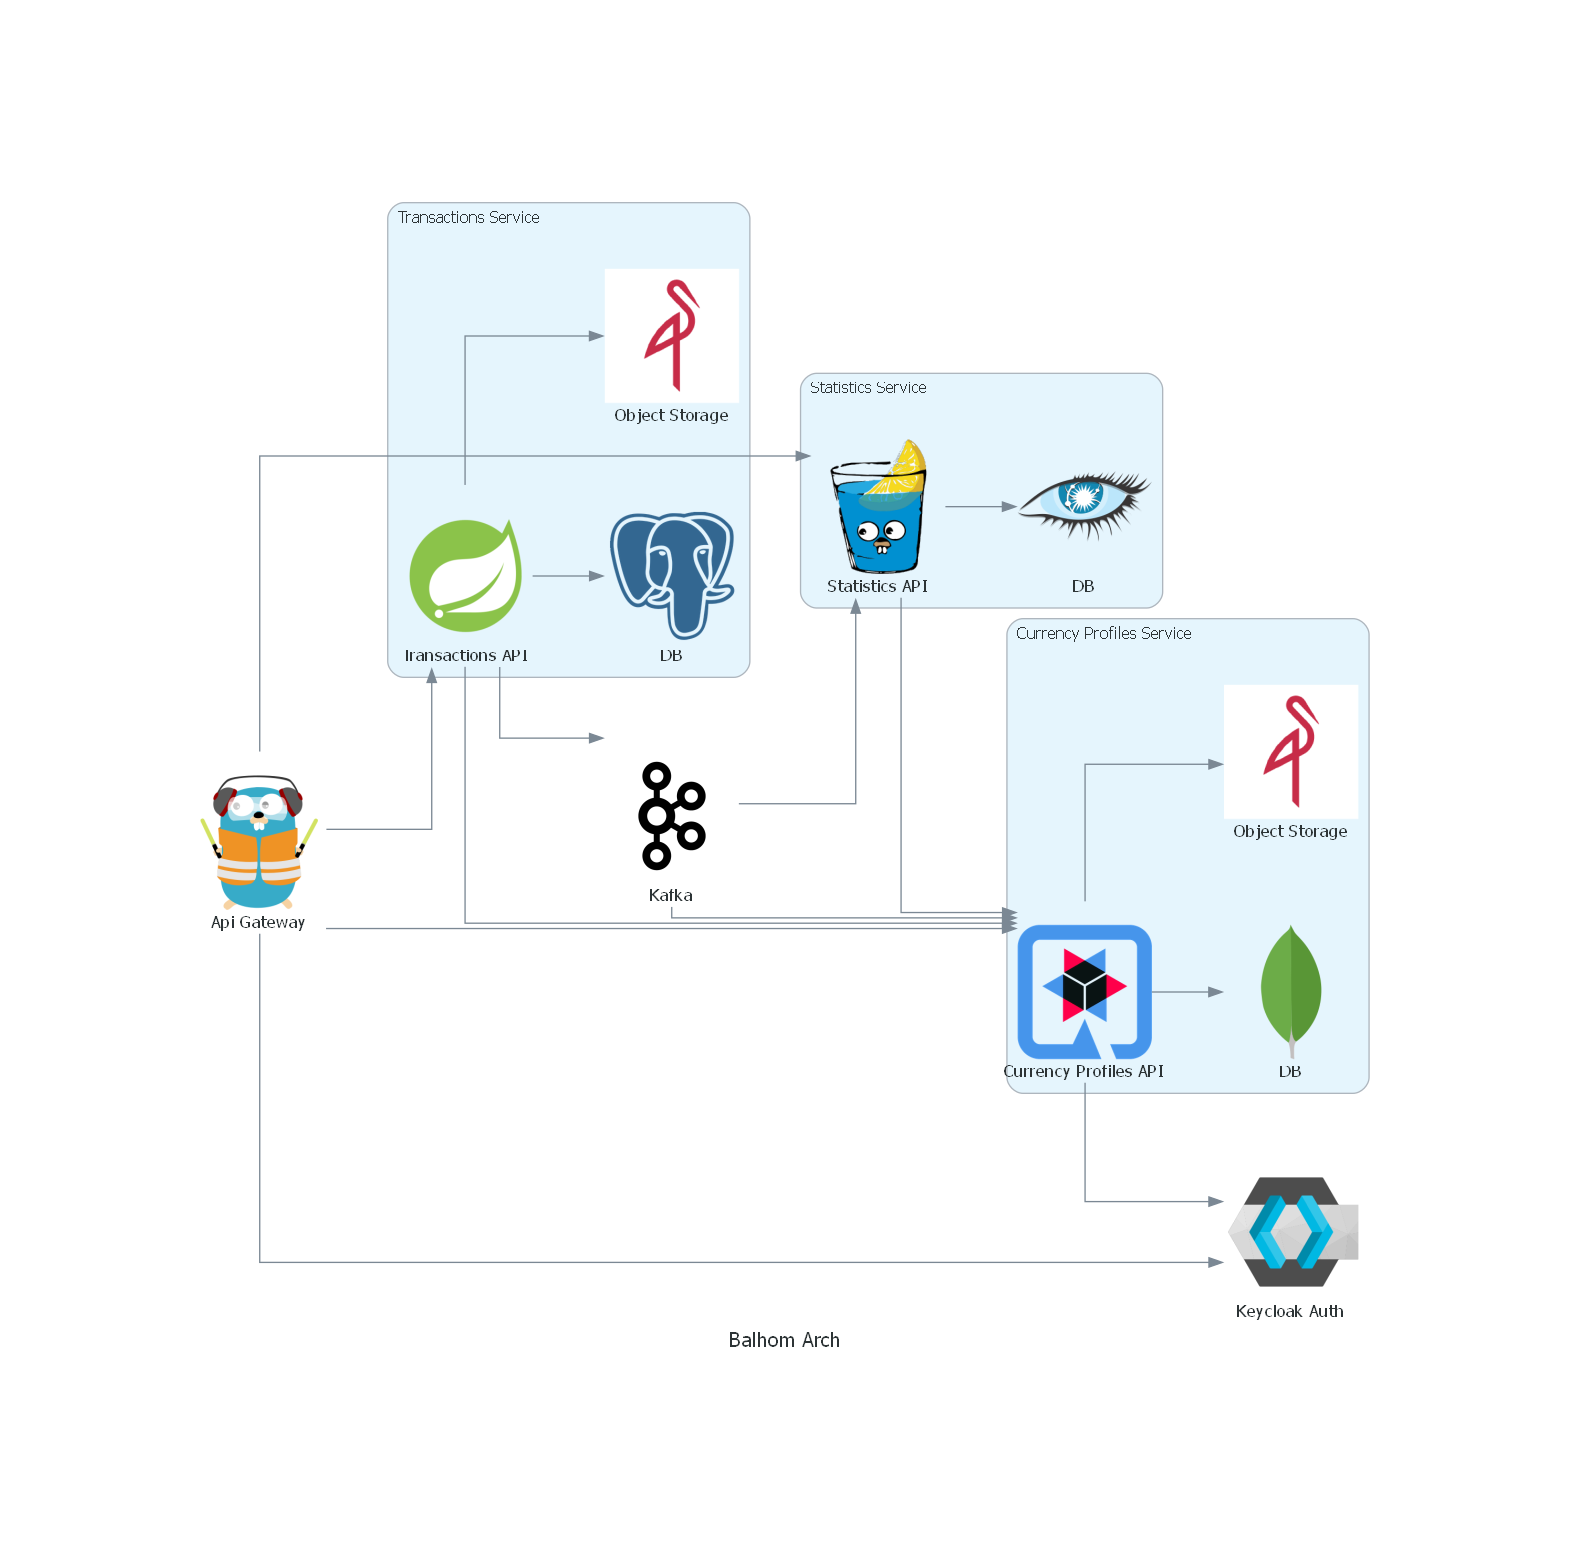 Transactions Service
Object Storage
Statistics Service
Statistics API
DB
Currency Profiles Service
Transactions API
DB
Object Storage
Kafka
Api Gateway
Currency Profiles API
DB
Keycloak Auth
Balhom Arch